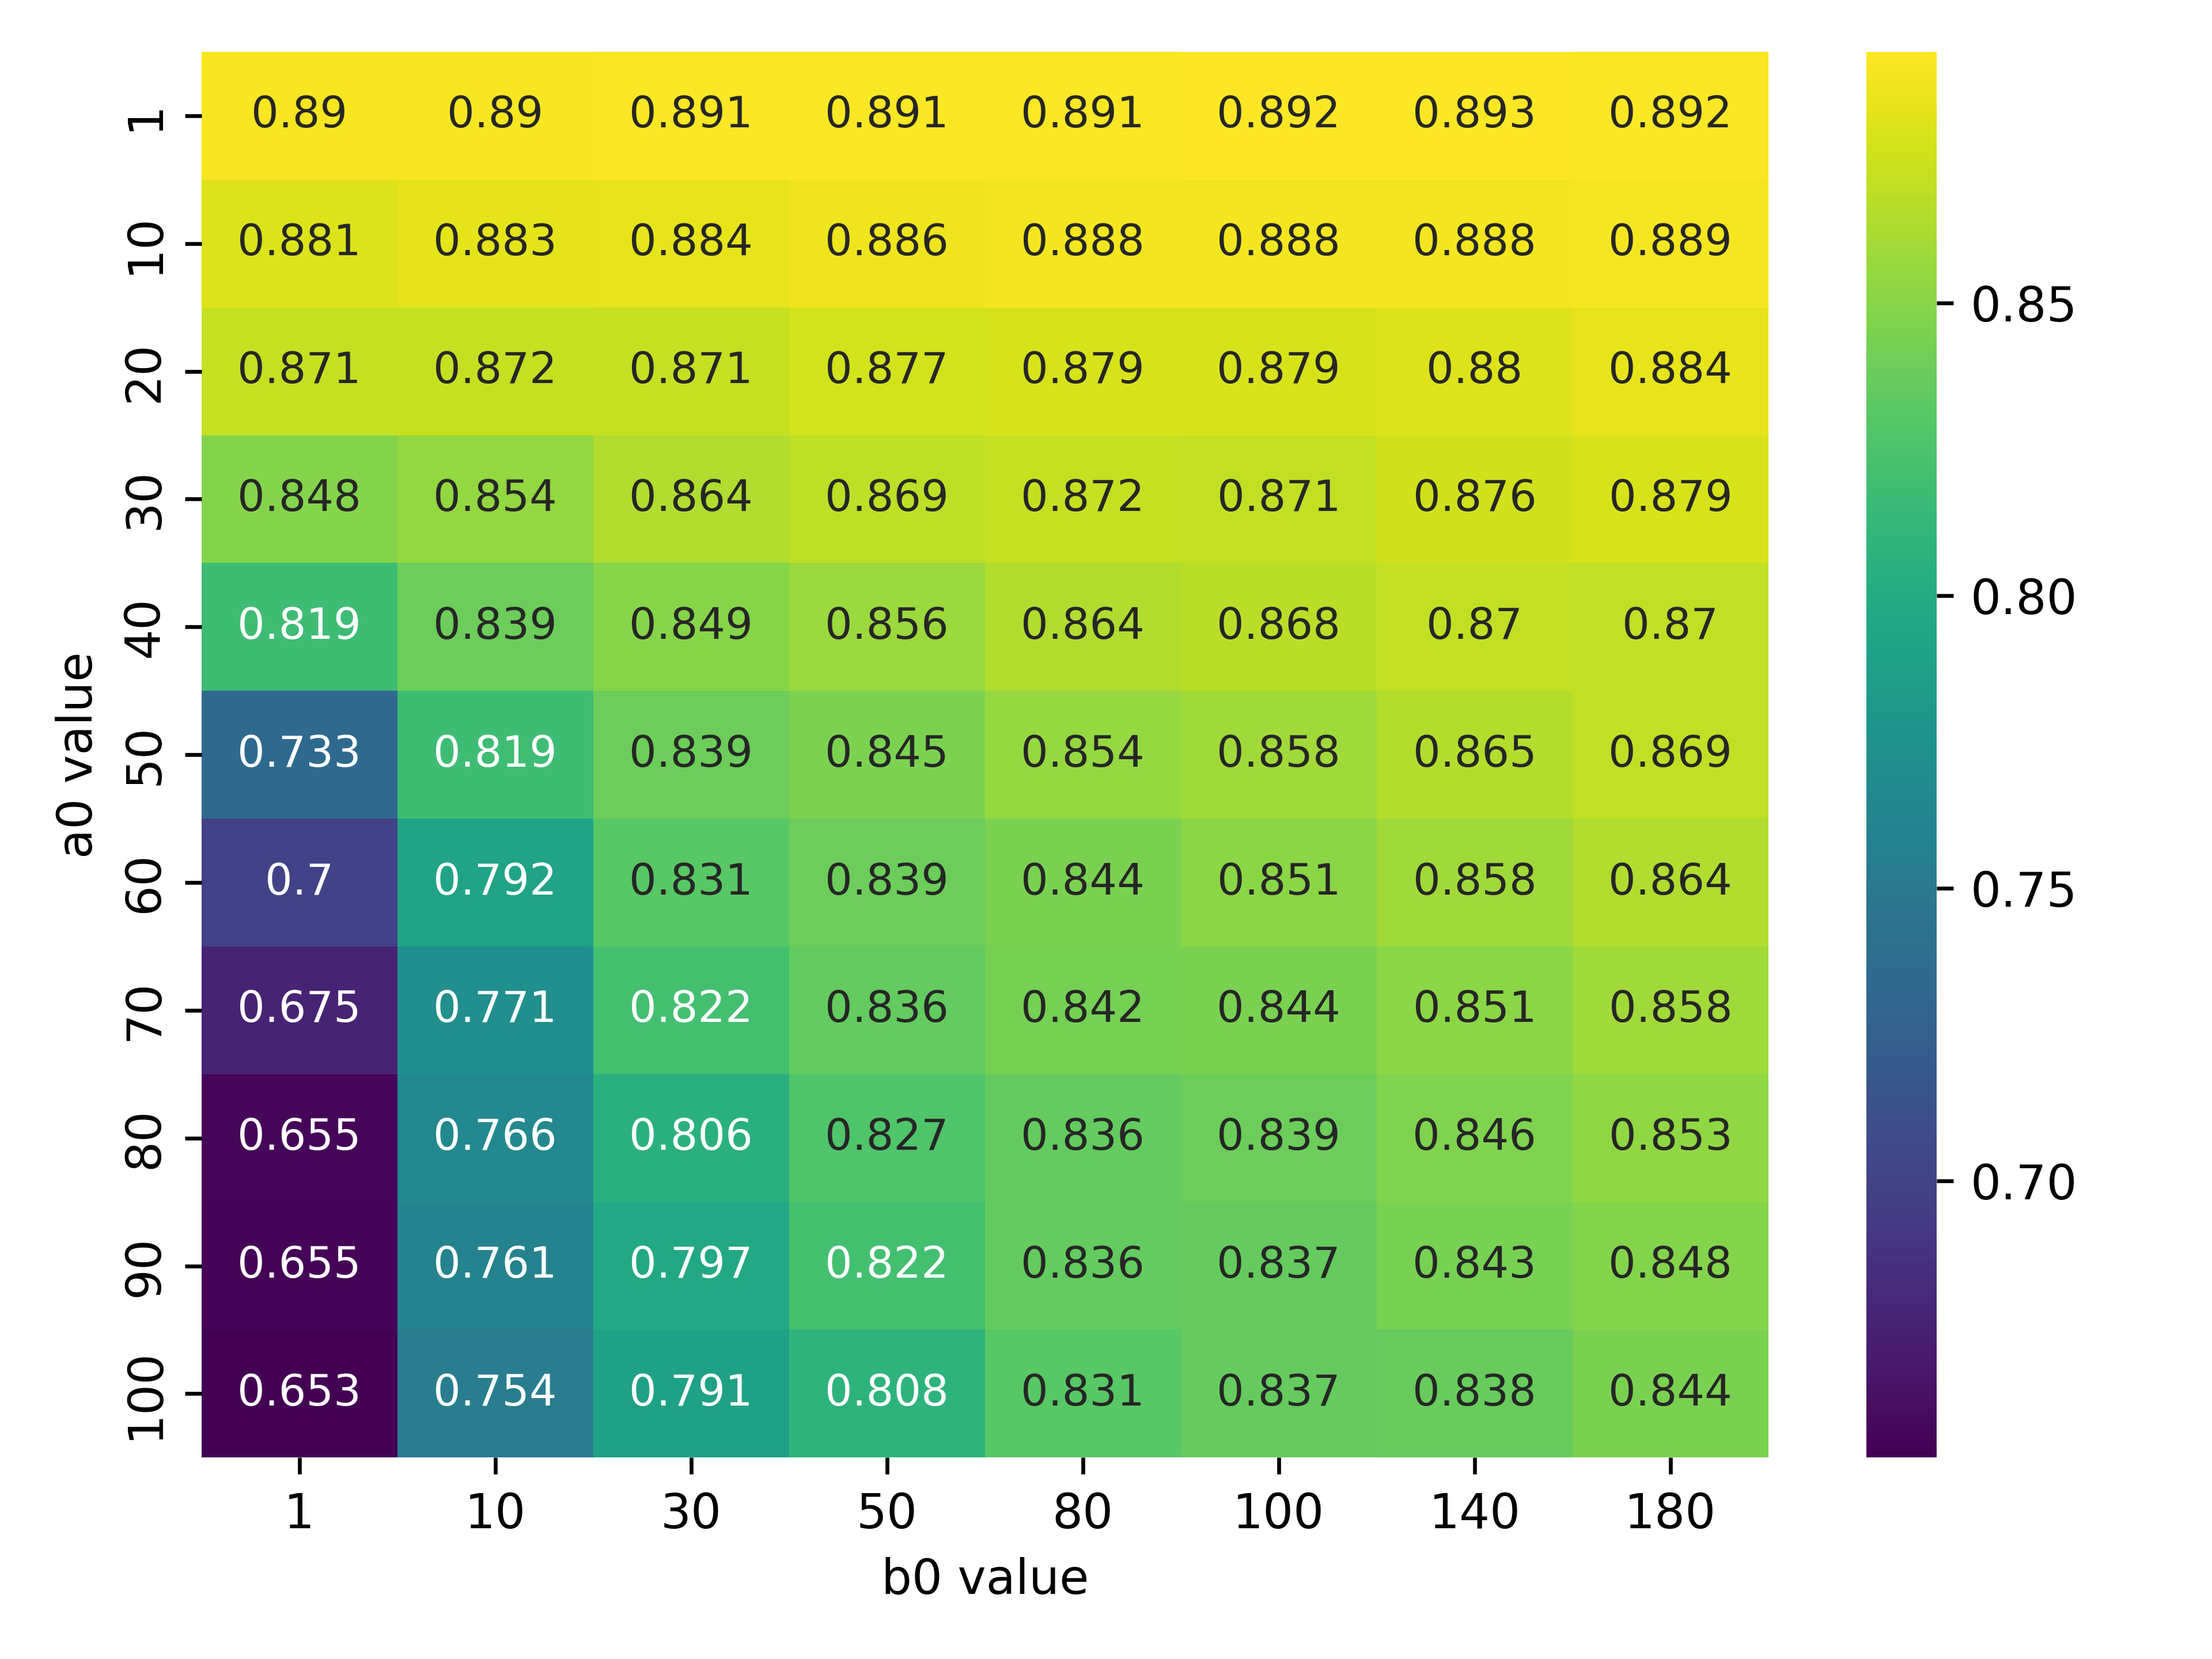 1 0.89 0.89 0.891 0.891 0.891 0.892 0.893 0.892
10 0.881 0.883 0.884 0.886 0.888 0.888 0.888 0.889
20 0.871 0.872 0.871 0.877 0.879 0.879 0.88 0.884
30 0.848 0.854 0.864 0.869 0.872 0.871 0.876 0.879
40 0.819 0.839 0.849 0.856 0.864 0.868 0.87 0.87
50 0.733 0.819 0.839 0.845 0.854 0.858 0.865 0.869
60 0.7 0.792 0.831 0.839 0.844 0.851 0.858 0.864
70 0.675 0.771 0.822 0.836 0.842 0.844 0.851 0.858
80 0.655 0.766 0.806 0.827 0.836 0.839 0.846 0.853
90 0.655 0.761 0.797 0.822 0.836 0.837 0.843 0.848
100 0.653 0.754 0.791 0.808 0.831 0.837 0.838 0.844
1 10 30 50 80 100 140 180
b0 value
a0 value
0.85
0.80
0.75
0.70